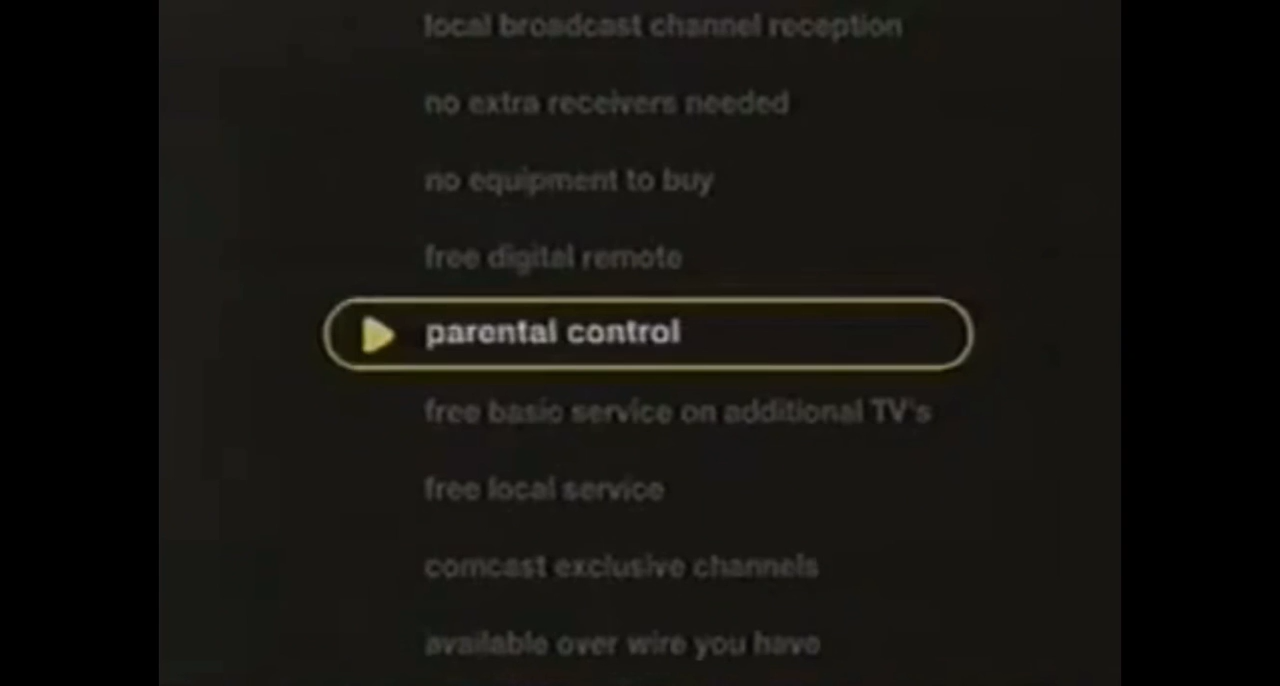 local broadcast channel reception
no extra receivers needed
no equipment to buy
free digital remote
parental control
free basic service on additional TV's
free local service
comcast exclusive channels
available over wire you have